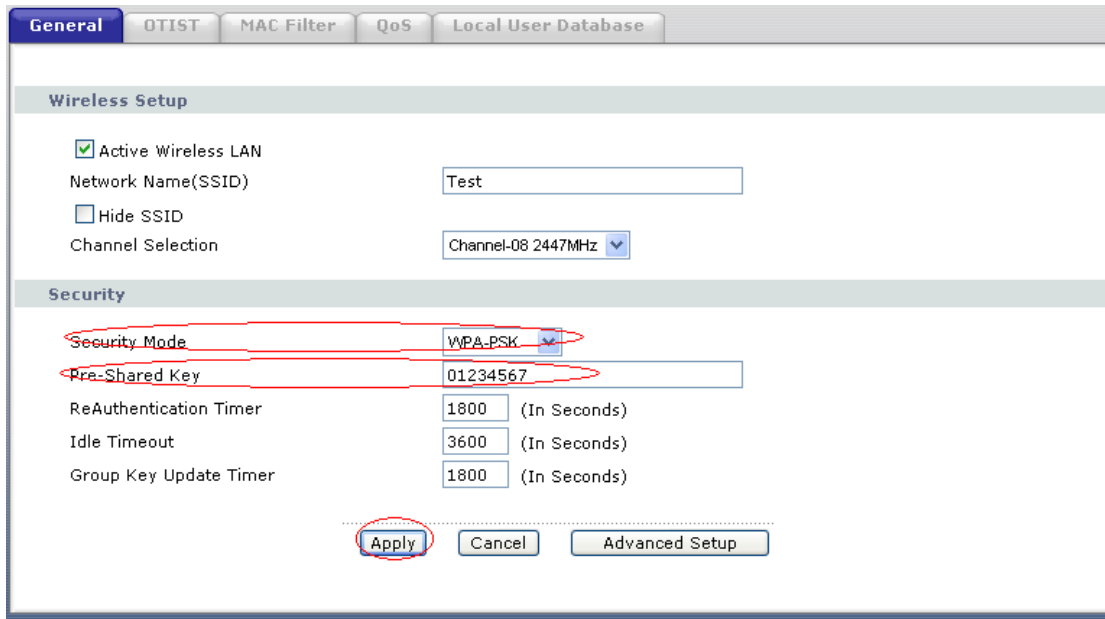 General OTIST MAC Filter QoS Local User Database
Wireless Setup
Active Wireless LAN
Network Name(SSID) Test
Hide SSID
Channel Selection Channel-08 2447MHz
Security
Security Mode WPA-PSK
Pre-Shared Key 01234567
ReAuthentication Timer 1800 (In Seconds)
Idle Timeout 3600 (In Seconds)
Group Key Update Timer 1800 (In Seconds)
Apply Cancel Advanced Setup